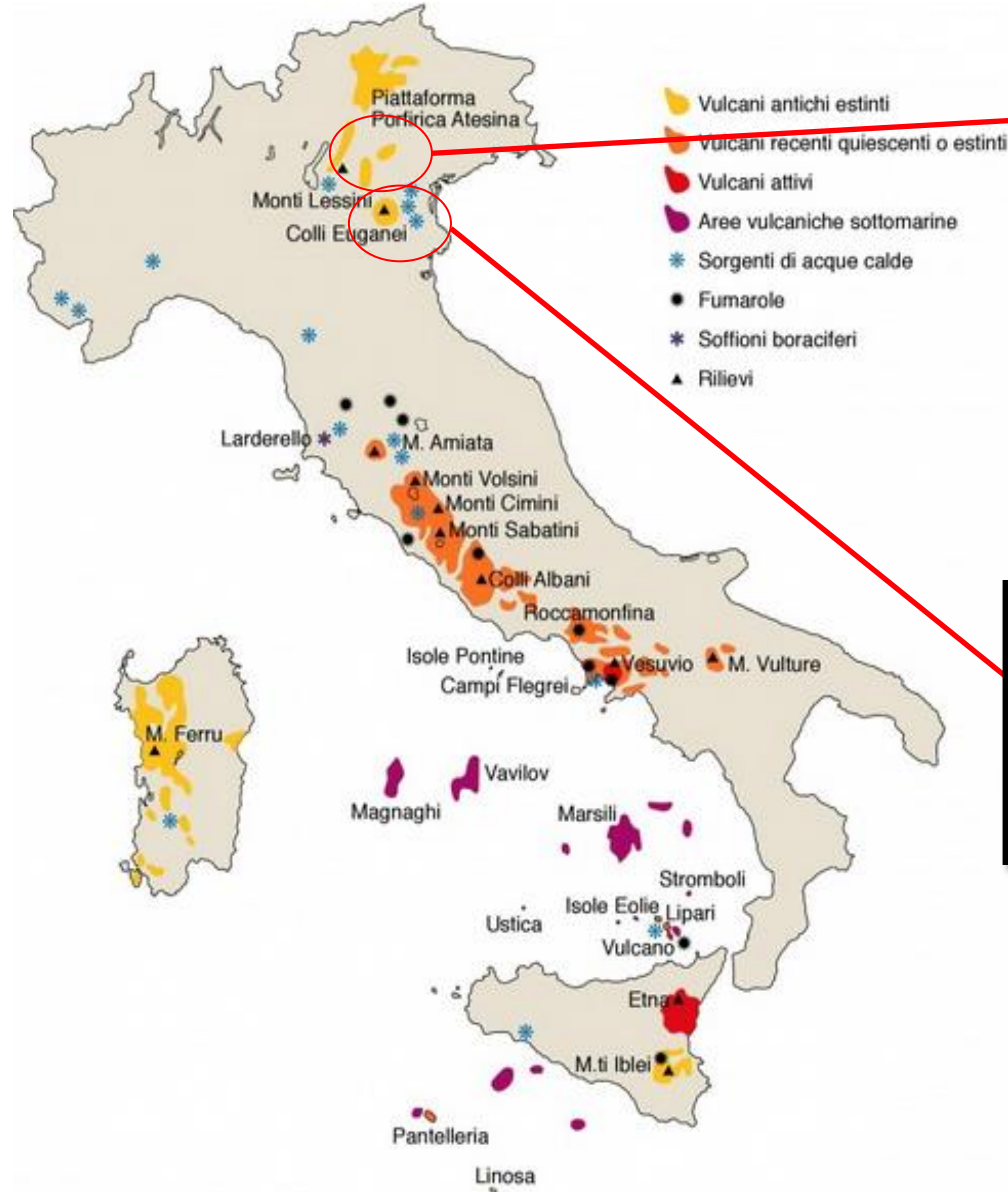 Piattaforma
Porfirica Atesina
Vulcani antichi estinti
Vulcani recenti quiescenti o estinti
Vulcani attivi
Aree vulcaniche sottomarine
Sorgenti di acque calde
Fumarole
Soffioni boraciferi
Rilievi
Monti Lessini
Colli Euganei
Larderello
M. Amiata
Monti Volsini
Monti Cimini
Monti Sabatini
Colli Albani
Roccamonfina
Isole Pontine
Vesuvio
M. Vulture
Campi Flegrei
M. Ferru
Vavilov
Magnaghi
Marsili
Stromboli
Isole Eolie
Lipari
Ustica
Vulcano
Etna
M.ti Iblei
Pantelleria
Linosa